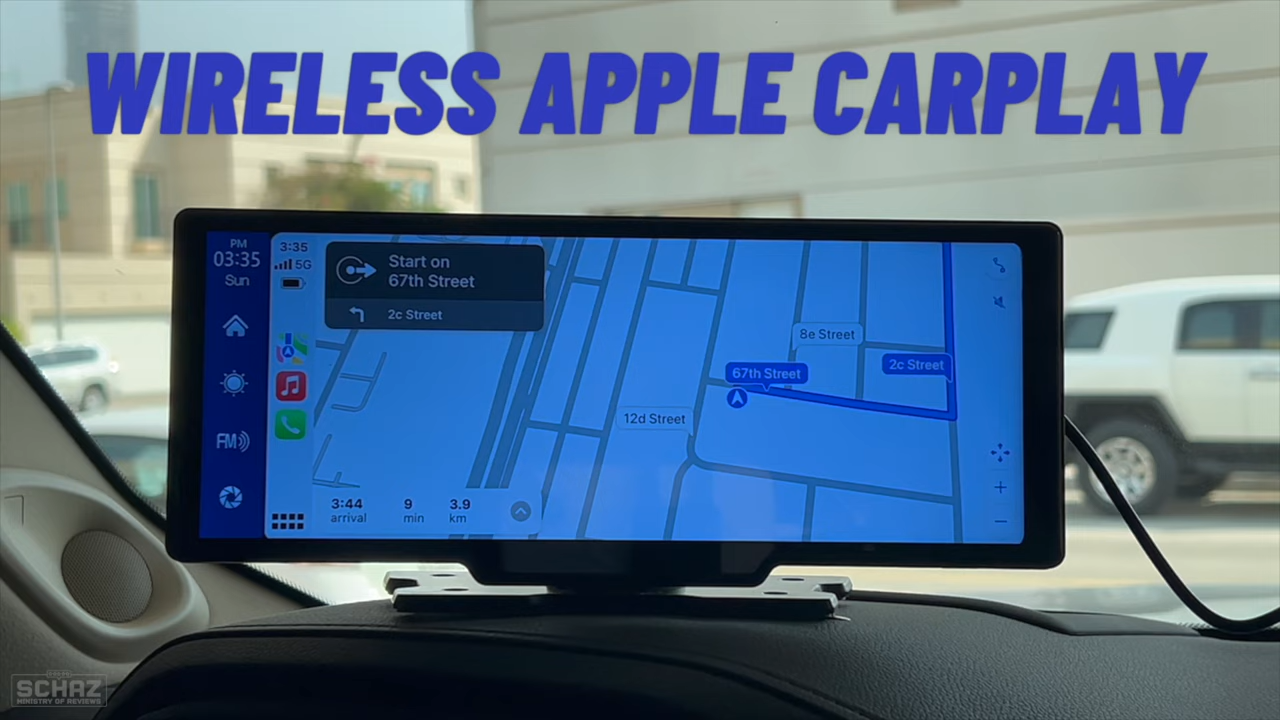 WIRELESS APPLE CARPLAY
PM
03:35
Sun
FM
3:35
5G
Start on
67th Street
2c Street
8e Street
67th Street
2c Street
12d Street
3:44 9 3.9
arrival min km
SCHAZ
MINISTRY OF REVIEWS